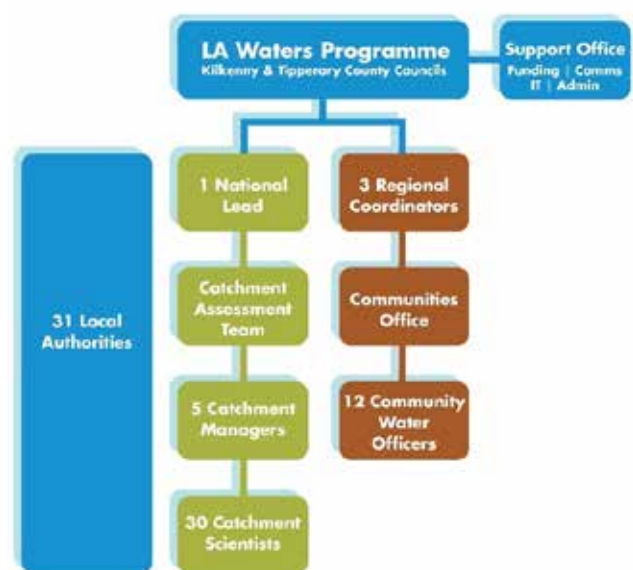 LA Waters Programme
Kilkenny & Tipperary County Councils
Support Office
Funding | Comms
IT | Admin
31 Local
Authorities
1 National
Lead
3 Regional
Coordinators
Catchment
Assessment
Team
Communities
Office
5 Catchment
Managers
12 Community
Water
Officers
30 Catchment
Scientists